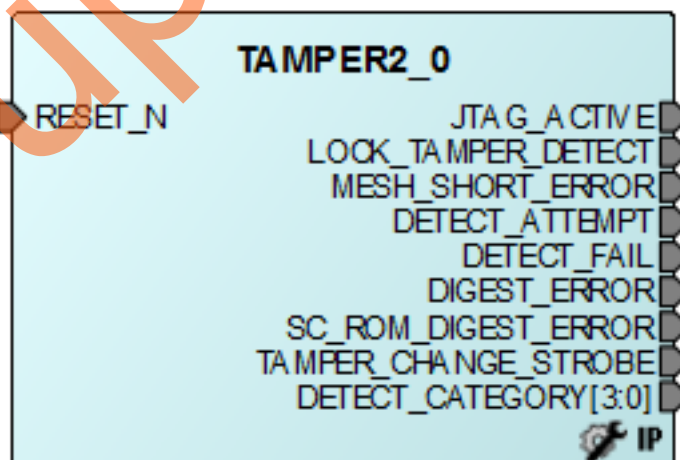 TAMPER2_0
RESET_N
JTAG_ACTIVE
LOCK_TAMPER_DETECT
MESH_SHORT_ERROR
DETECT_ATTEMPT
DETECT_FAIL
DIGEST_ERROR
SC_ROM_DIGEST_ERROR
TAMPER_CHANGE_STROBE
DETECT_CATEGORY[3:0]
IP